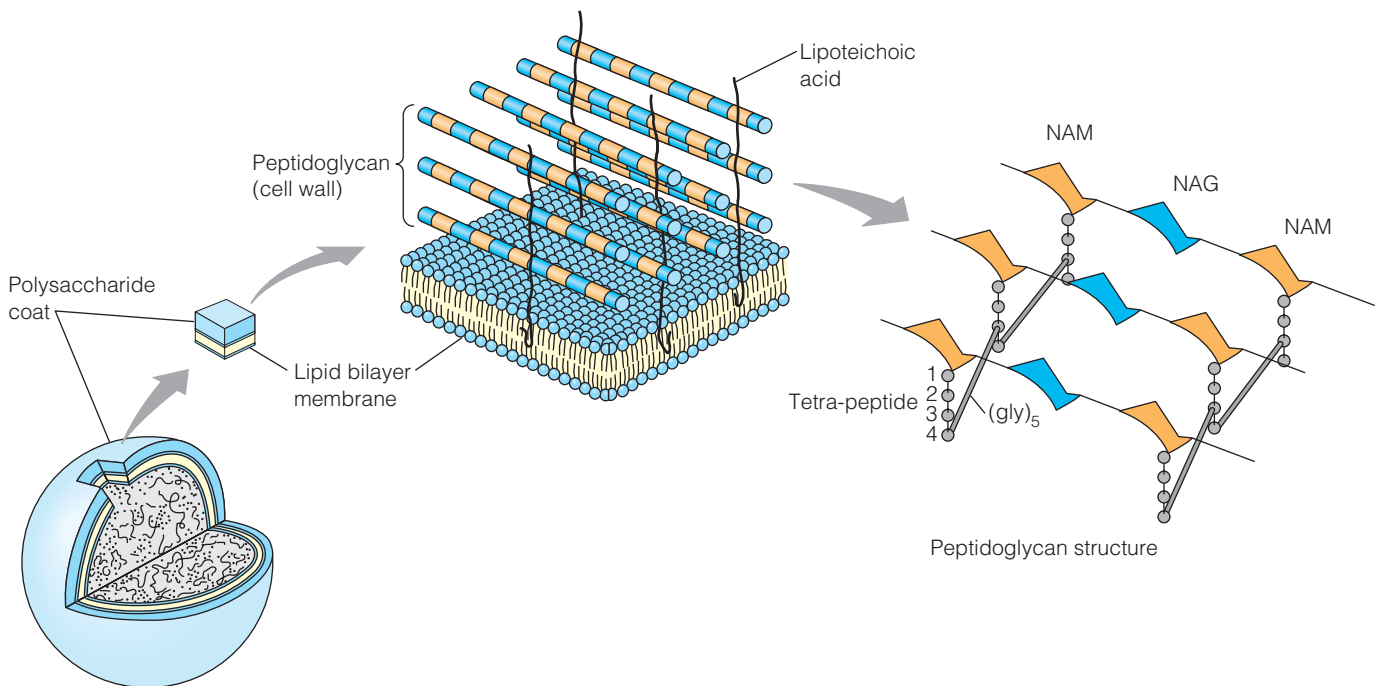 Polysaccharide
coat
Lipid bilayer
membrane
Peptidoglycan
(cell wall)
Lipoteichoic
acid
NAM
NAG
NAM
Tetra-peptide
1
2
3
4
(gly)5
Peptidoglycan structure